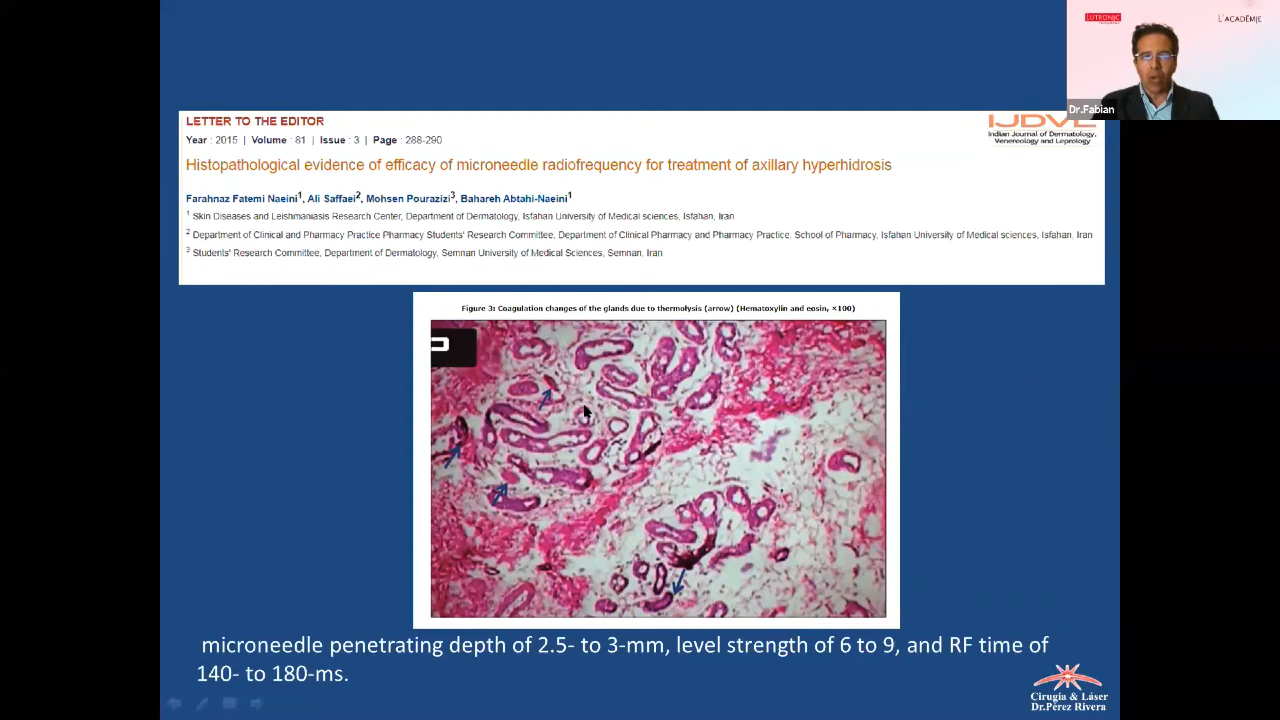 LUTRONIC
L'ACADÉMIE
Dr.Fabian
LETTER TO THE EDITOR
IJDVL
Year : 2015 | Volume : 81 | Issue : 3 | Page : 288-290
Indian Journal of Dermatology,
Venereology and Leprology
Histopathological evidence of efficacy of microneedle radiofrequency for treatment of axillary hyperhidrosis
Farahnaz Fatemi Naeini1, Ali Saffaei2, Mohsen Pourazizi3, Bahareh Abtahi-Naeini1
1 Skin Diseases and Leishmaniasis Research Center, Department of Dermatology, Isfahan University of Medical sciences, Isfahan, Iran
2 Department of Clinical and Pharmacy Practice Pharmacy Students' Research Committee, Department of Clinical Pharmacy and Pharmacy Practice, School of Pharmacy, Isfahan University of Medical sciences, Isfahan, Iran
3 Students' Research Committee, Department of Dermatology, Semnan University of Medical Sciences, Semnan, Iran
Figure 3: Coagulation changes of the glands due to thermolysis (arrow) (Hematoxylin and eosin, ×100)
microneedle penetrating depth of 2.5- to 3-mm, level strength of 6 to 9, and RF time of
140- to 180-ms.
Cirugía & Láser
Dr.Pérez Rivera